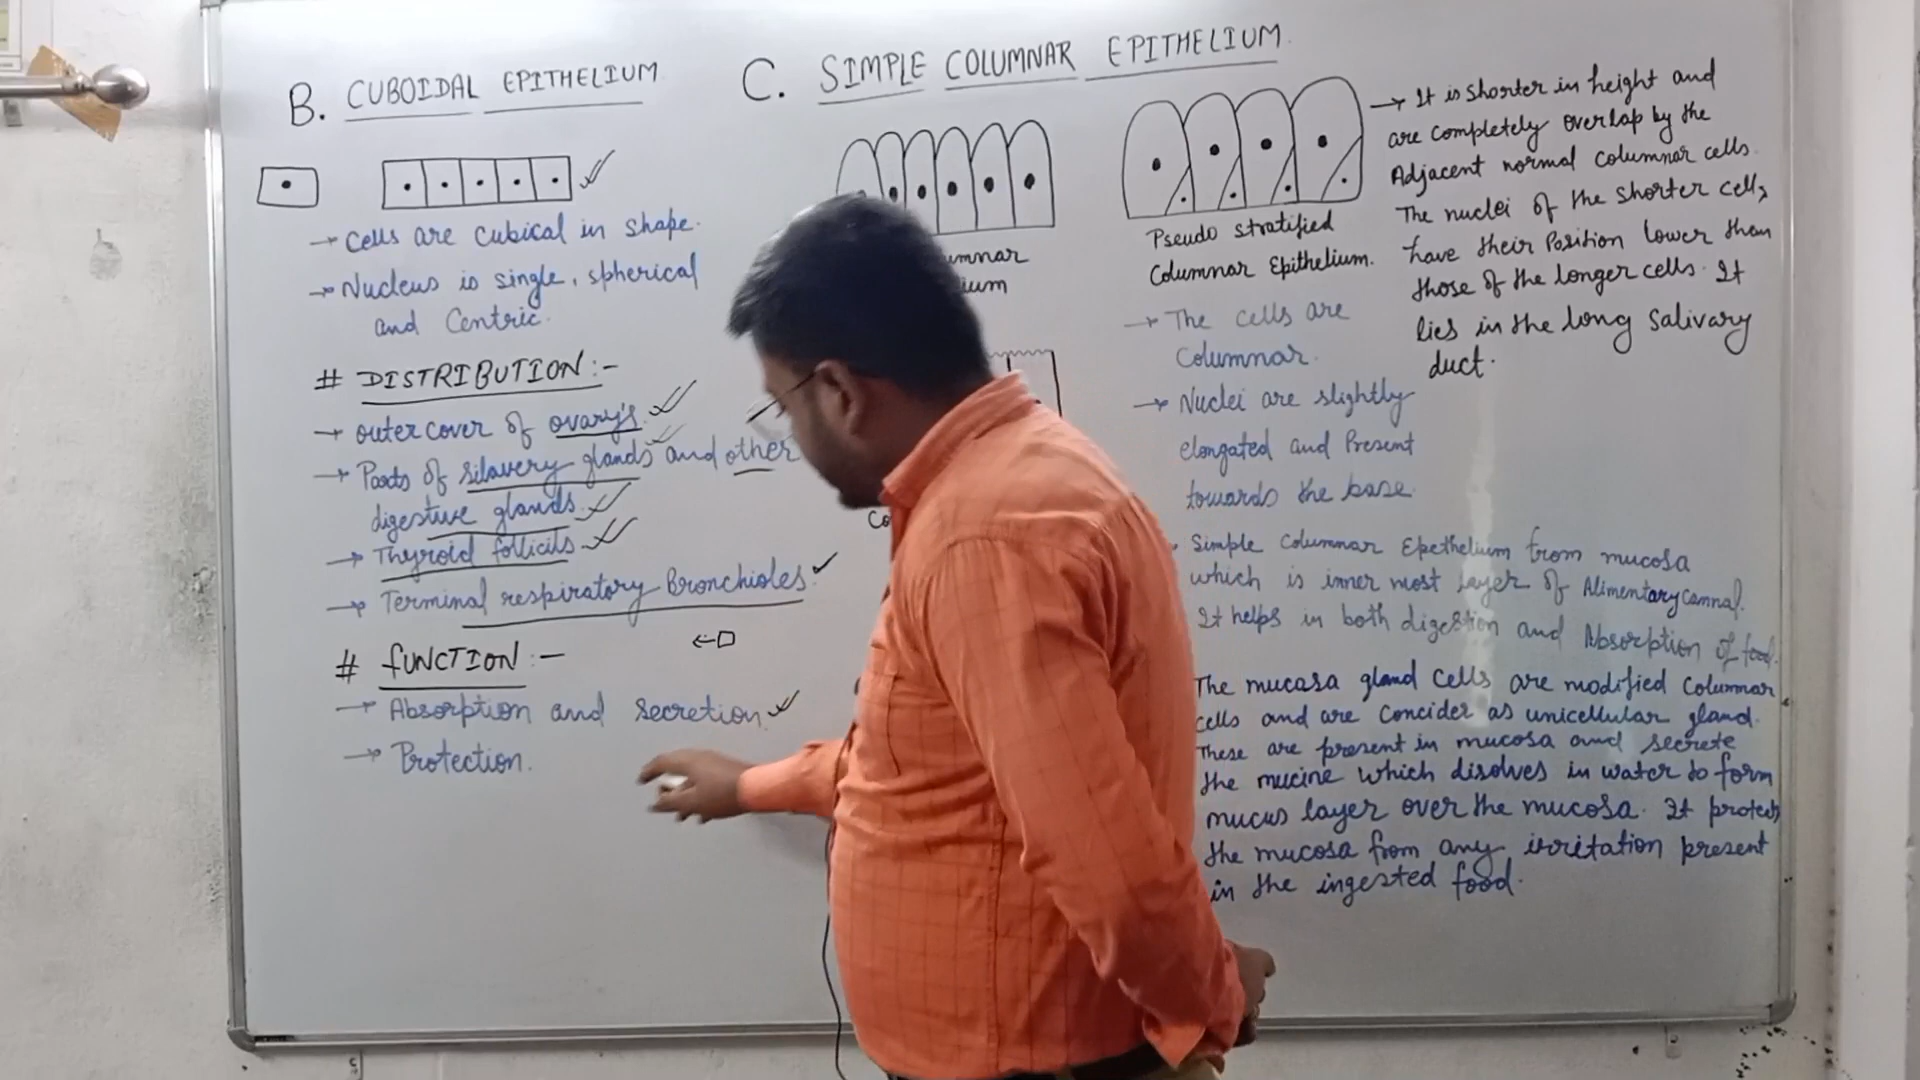 B. CUBOIDAL EPITHELIUM
→ Cells are cubical in shape.
→ Nucleus is single, spherical
and Centric.
# DISTRIBUTION:-
→ outer cover of ovary's
→ Parts of silavery glands and other
digestive glands.
→ Thyroid follicils
→ Terminal respiratory Bronchioles.
# FUNCTION:-
→ Absorption and secretion
→ Protection.
C. SIMPLE COLUMNAR EPITHELIUM.
umnar
ium
Co
Pseudo stratified
Columnar Epithelium.
→ The cells are
Columnar.
→ Nuclei are slightly
elongated and Present
towards the base.
→ It is shorter in height and
are completely overlap by the
Adjacent normal columnar cells.
The nuclei of the shorter cells
have their Position lower than
those of the longer cells. It
lies in the long Salivary
duct.
Simple Columnar Epethelium from mucosa
which is inner most layer of Alimentary cannal.
It helps in both digestion and Absorption of food.
The mucasa gland cells are modified Columnar
cells and are Concider as unicellular gland.
These are present in mucosa and secrete
the mucine which disolves in water to form
mucus layer over the mucosa. It protects
the mucosa from any irritation present
in the ingested food.